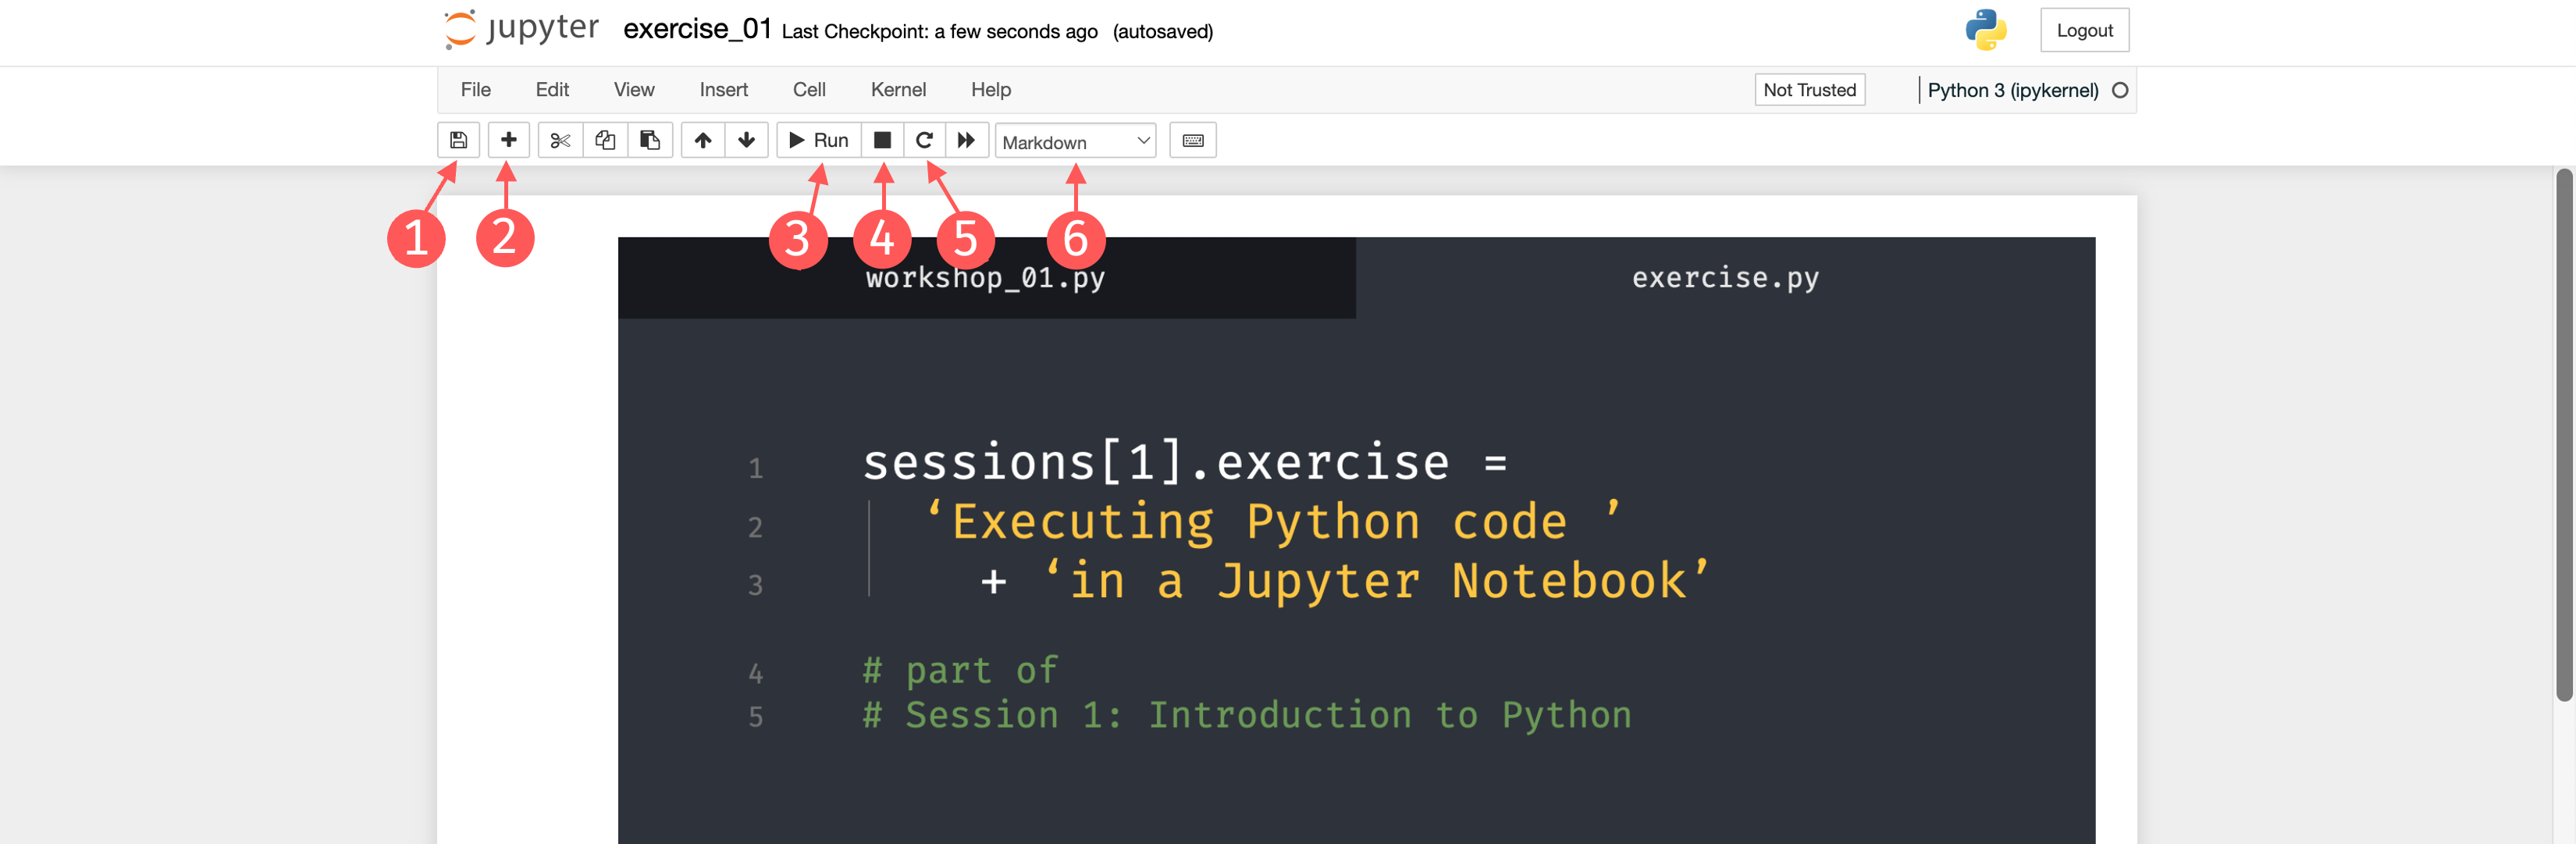 jupyter exercise_01 Last Checkpoint: a few seconds ago (autosaved) Logout
File Edit View Insert Cell Kernel Help Not Trusted Python 3 (ipykernel)
Run Markdown
1 2 3 4 5 6
workshop_01.py exercise.py
1 sessions[1].exercise =
2 ‘Executing Python code ’
3 + ‘in a Jupyter Notebook’
4 # part of
5 # Session 1: Introduction to Python